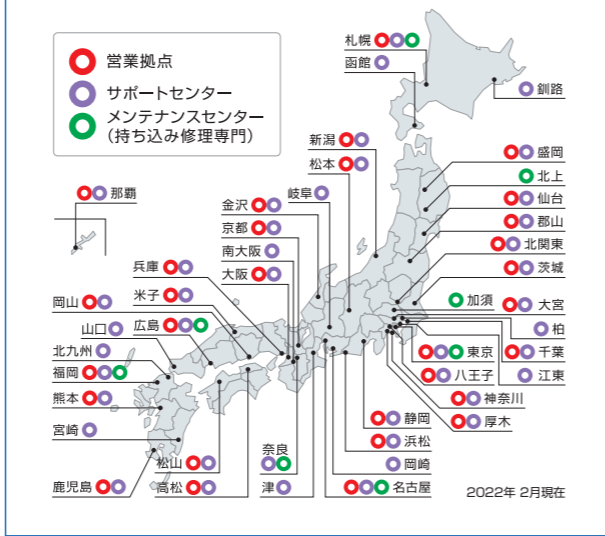 営業拠点
サポートセンター
メンテナンスセンター
(持ち込み修理専門)
札幌
函館
釧路
新潟
松本
盛岡
北上
仙台
郡山
北関東
茨城
那覇
金沢
岐阜
京都
南大阪
大阪
兵庫
米子
岡山
広島
山口
北九州
福岡
熊本
宮崎
鹿児島
松山
高松
奈良
津
加須
大宮
柏
東京
千葉
八王子
江東
神奈川
厚木
静岡
浜松
岡崎
名古屋
2022年 2月現在